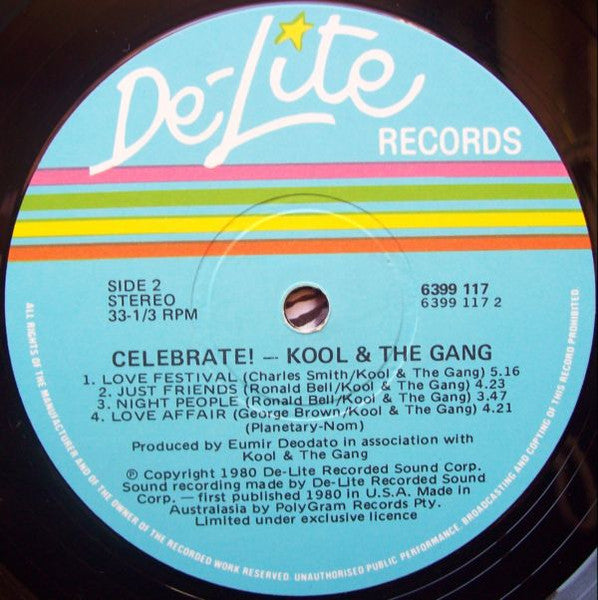 De-Lite
RECORDS
SIDE 2
STEREO
33-1/3 RPM
6399 117
6399 117 2
CELEBRATE! — KOOL & THE GANG
1. LOVE FESTIVAL (Charles Smith/Kool & The Gang) 5.16
2. JUST FRIENDS (Ronald Bell/Kool & The Gang) 4.23
3. NIGHT PEOPLE (Ronald Bell/Kool & The Gang) 3.47
4. LOVE AFFAIR (George Brown/Kool & The Gang) 4.21
(Planetary-Nom)
Produced by Eumir Deodato in association with
Kool & The Gang
℗ Copyright 1980 De-Lite Recorded Sound Corp.
Sound recording made by De-Lite Recorded Sound
Corp. — first published 1980 in U.S.A. Made in
Australasia by PolyGram Records Pty.
Limited under exclusive licence
ALL RIGHTS OF THE MANUFACTURER AND OF THE OWNER OF THE RECORDED WORK RESERVED. UNAUTHORISED PUBLIC PERFORMANCE, BROADCASTING AND COPYING OF THIS RECORD PROHIBITED.